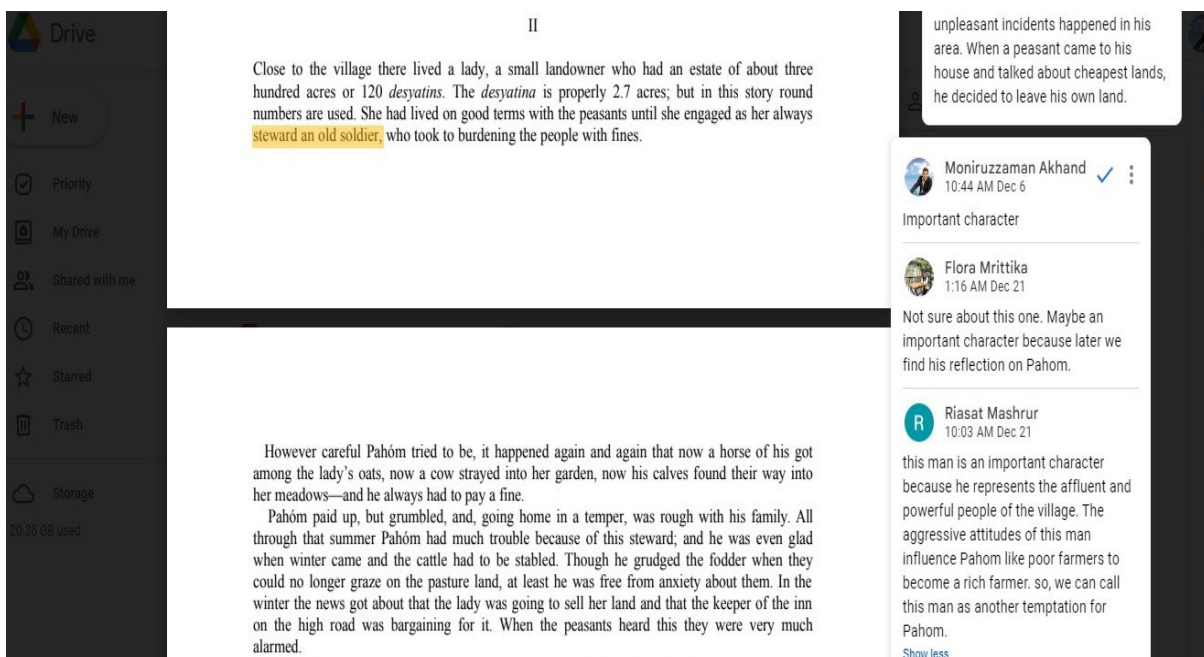 Drive
New
Priority
My Drive
Shared with me
Recent
Starred
Trash
Storage
20.36 GB used
II
Close to the village there lived a lady, a small landowner who had an estate of about three
hundred acres or 120 desyatins. The desyatina is properly 2.7 acres; but in this story round
numbers are used. She had lived on good terms with the peasants until she engaged as her always
steward an old soldier, who took to burdening the people with fines.
However careful Pahóm tried to be, it happened again and again that now a horse of his got
among the lady's oats, now a cow strayed into her garden, now his calves found their way into
her meadows—and he always had to pay a fine.
Pahóm paid up, but grumbled, and, going home in a temper, was rough with his family. All
through that summer Pahóm had much trouble because of this steward; and he was even glad
when winter came and the cattle had to be stabled. Though he grudged the fodder when they
could no longer graze on the pasture land, at least he was free from anxiety about them. In the
winter the news got about that the lady was going to sell her land and that the keeper of the inn
on the high road was bargaining for it. When the peasants heard this they were very much
alarmed.
unpleasant incidents happened in his
area. When a peasant came to his
house and talked about cheapest lands,
he decided to leave his own land.
Moniruzzaman Akhand
10:44 AM Dec 6
Important character
Flora Mrittika
1:16 AM Dec 21
Not sure about this one. Maybe an
important character because later we
find his reflection on Pahom.
R
Riasat Mashrur
10:03 AM Dec 21
this man is an important character
because he represents the affluent and
powerful people of the village. The
aggressive attitudes of this man
influence Pahom like poor farmers to
become a rich farmer. so, we can call
this man as another temptation for
Pahom.
Show less